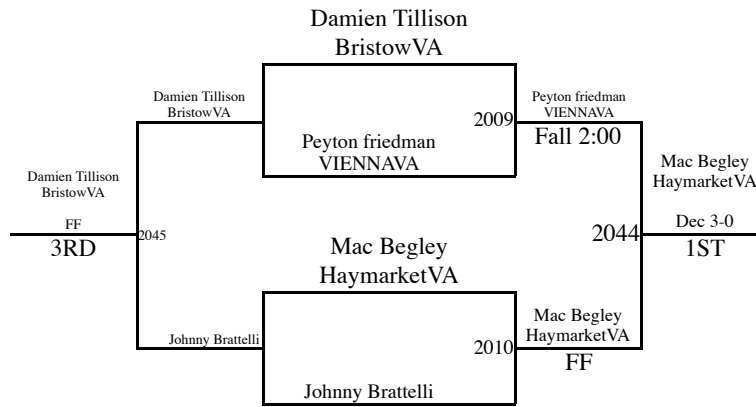 Damien Tillison
BristowVA
Damien Tillison
BristowVA
Peyton friedman
VIENNAVA
2009
Peyton friedman
VIENNAVA
Fall 2:00
Damien Tillison
BristowVA
FF
3RD
2045
Mac Begley
HaymarketVA
2044
Mac Begley
HaymarketVA
Dec 3-0
1ST
Johnny Brattelli
2010
Mac Begley
HaymarketVA
FF
Johnny Brattelli